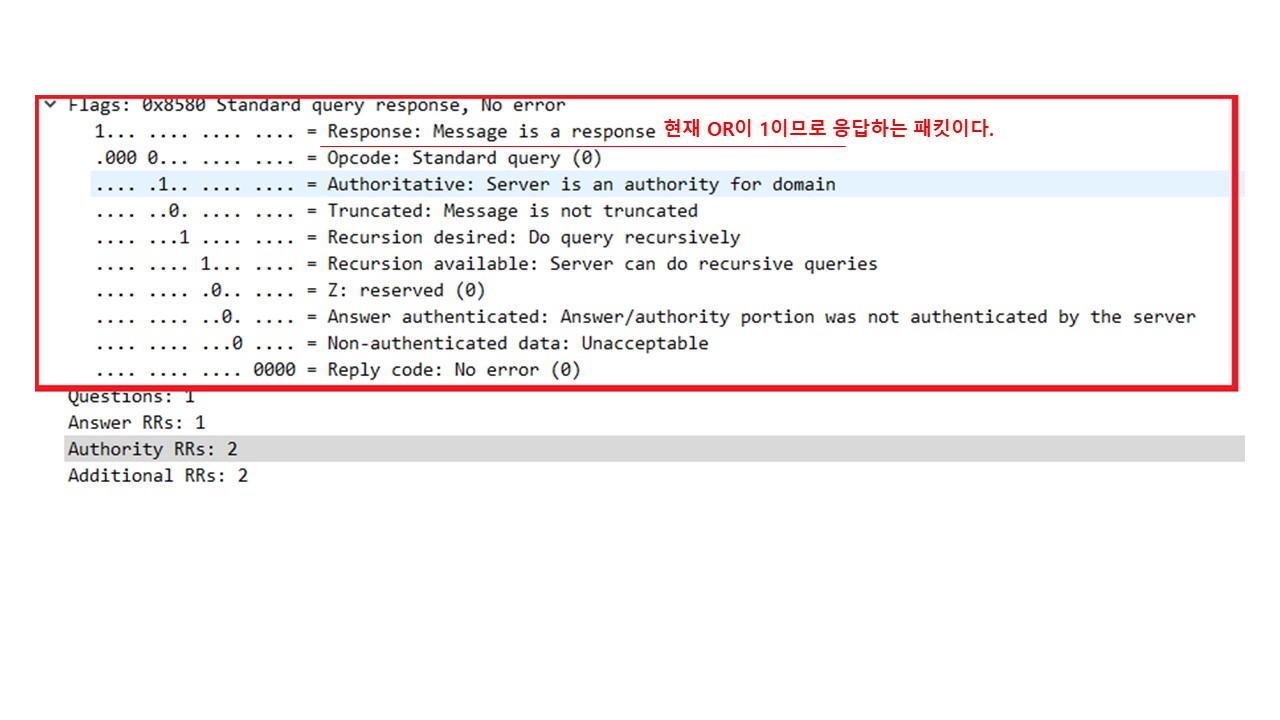 Flags: 0x8580 Standard query response, No error
1... .... .... .... = Response: Message is a response 현재 OR이 1이므로 응답하는 패킷이다.
.000 0... .... .... = Opcode: Standard query (0)
.... .1.. .... .... = Authoritative: Server is an authority for domain
.... ..0. .... .... = Truncated: Message is not truncated
.... ...1 .... .... = Recursion desired: Do query recursively
.... .... 1... .... = Recursion available: Server can do recursive queries
.... .... .0.. .... = Z: reserved (0)
.... .... ..0. .... = Answer authenticated: Answer/authority portion was not authenticated by the server
.... .... ...0 .... = Non-authenticated data: Unacceptable
.... .... .... 0000 = Reply code: No error (0)
Questions: 1
Answer RRs: 1
Authority RRs: 2
Additional RRs: 2